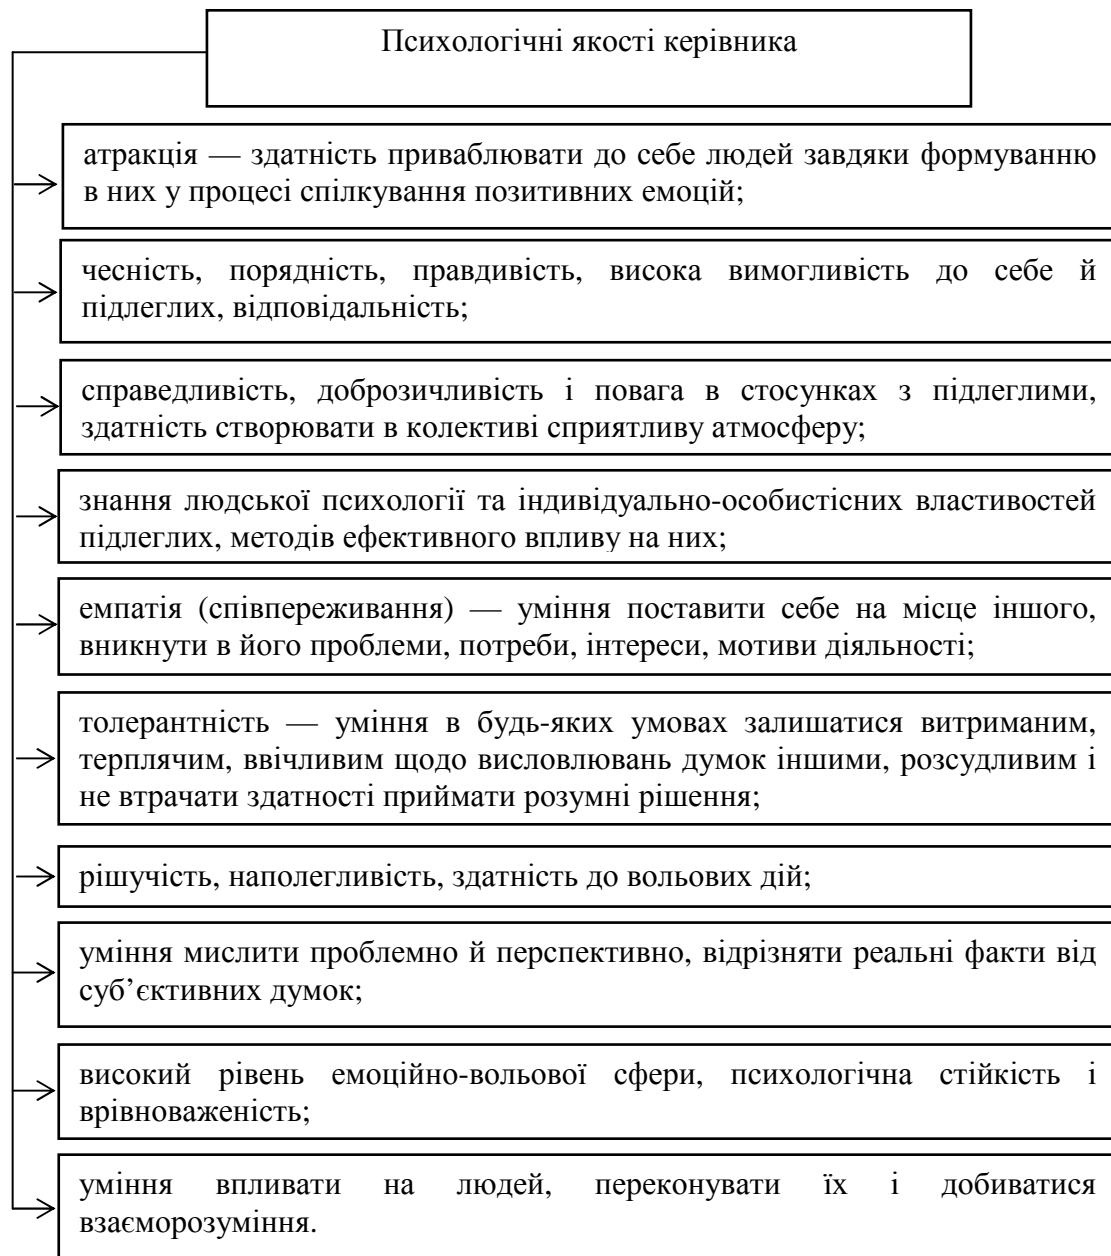 Психологічні якості керівника
атракція — здатність приваблювати до себе людей завдяки формуванню
в них у процесі спілкування позитивних емоцій;
чесність, порядність, правдивість, висока вимогливість до себе й
підлеглих, відповідальність;
справедливість, доброзичливість і повага в стосунках з підлеглими,
здатність створювати в колективі сприятливу атмосферу;
знання людської психології та індивідуально-особистісних властивостей
підлеглих, методів ефективного впливу на них;
емпатія (співпереживання) — уміння поставити себе на місце іншого,
вникнути в його проблеми, потреби, інтереси, мотиви діяльності;
толерантність — уміння в будь-яких умовах залишатися витриманим,
терплячим, ввічливим щодо висловлювань думок іншими, розсудливим і
не втрачати здатності приймати розумні рішення;
рішучість, наполегливість, здатність до вольових дій;
уміння мислити проблемно й перспективно, відрізняти реальні факти від
суб’єктивних думок;
високий рівень емоційно-вольової сфери, психологічна стійкість і
врівноваженість;
уміння впливати на людей, переконувати їх і добиватися
взаєморозуміння.